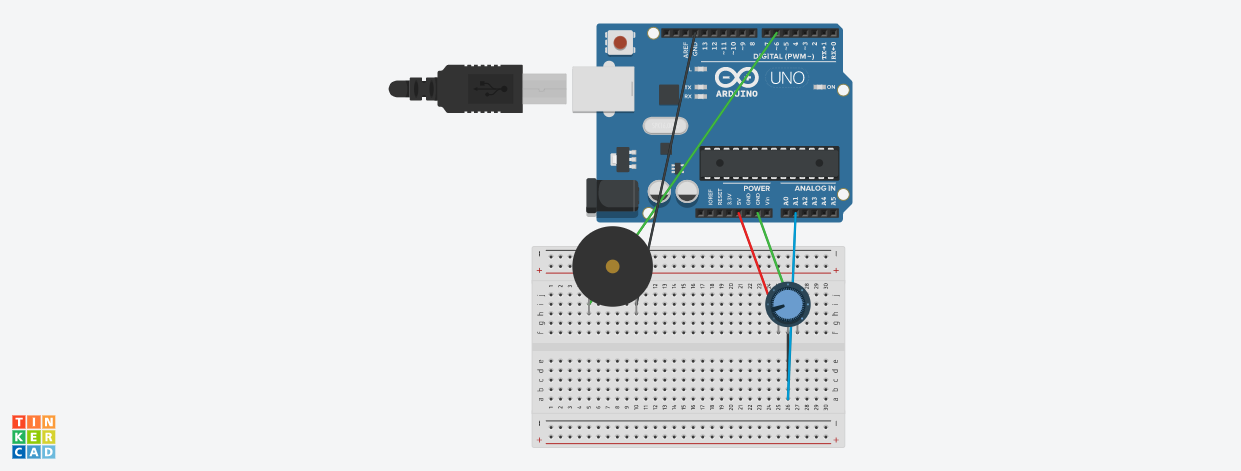 AREF
GND
13
12
~11
~10
~9
8
7
~6
~5
4
~3
2
TX→1
RX←0
DIGITAL (PWM~)
L
TX
RX
ARDUINO
UNO
ON
POWER
ANALOG IN
IOREF
RESET
3.3V
5V
GND
GND
Vin
A0
A1
A2
A3
A4
A5
j
i
h
g
f
e
d
c
b
a
TIN
KER
CAD